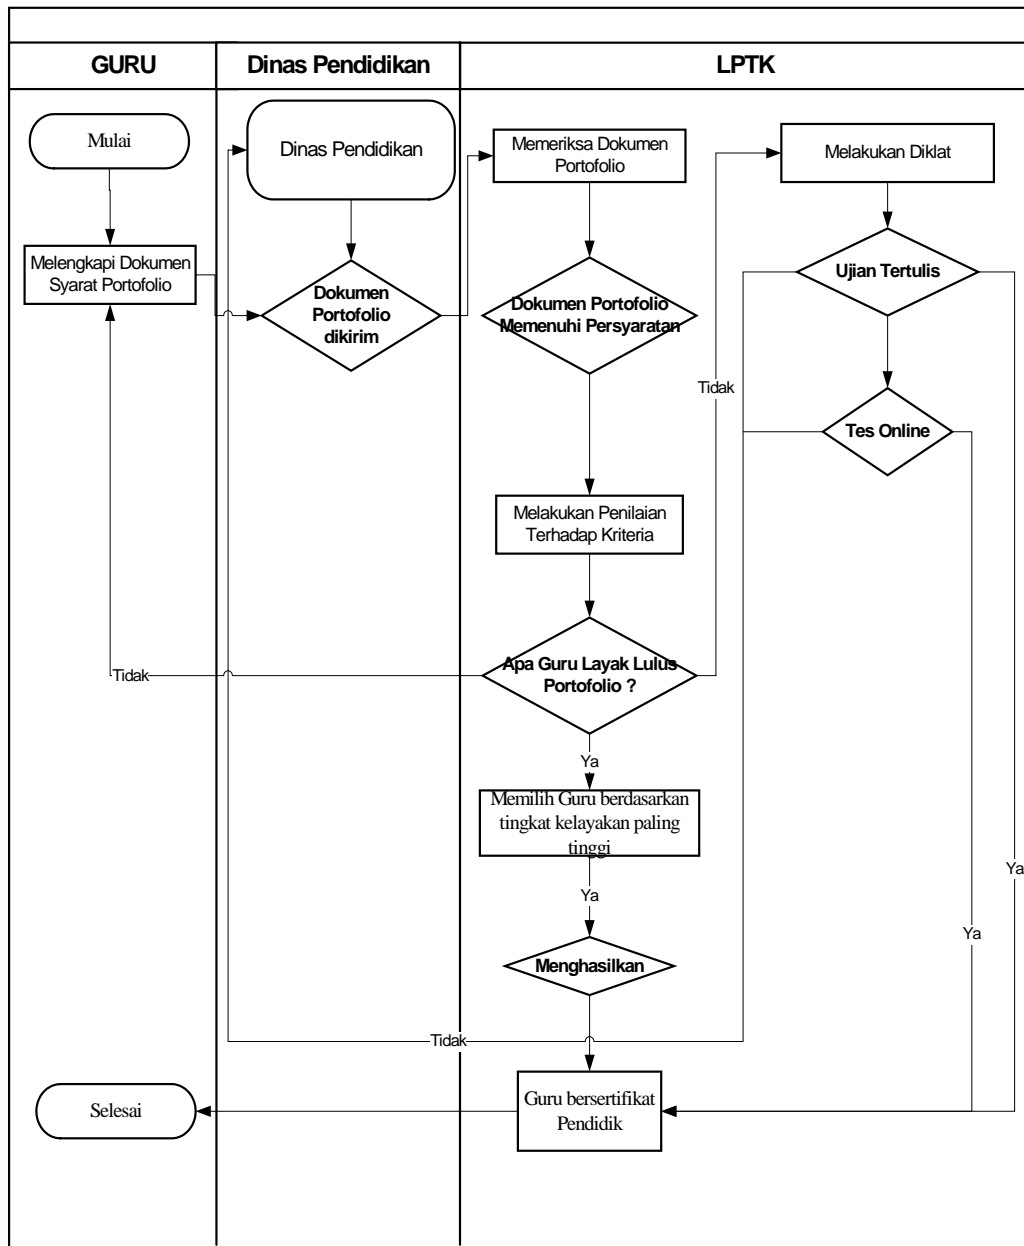 GURU
Dinas Pendidikan
LPTK
Mulai
Dinas Pendidikan
Memeriksa Dokumen
Portofolio
Melakukan Diklat
Melengkapi Dokumen
Syarat Portofolio
Dokumen
Portofolio
dikirim
Dokumen Portofolio
Memenuhi Persyaratan
Ujian Tertulis
Tidak
Tes Online
Melakukan Penilaian
Terhadap Kriteria
Apa Guru Layak Lulus
Portofolio ?
Tidak
Ya
Memilih Guru berdasarkan
tingkat kelayakan paling
tinggi
Ya
Ya
Ya
Menghasilkan
Tidak
Selesai
Guru bersertifikat
Pendidik